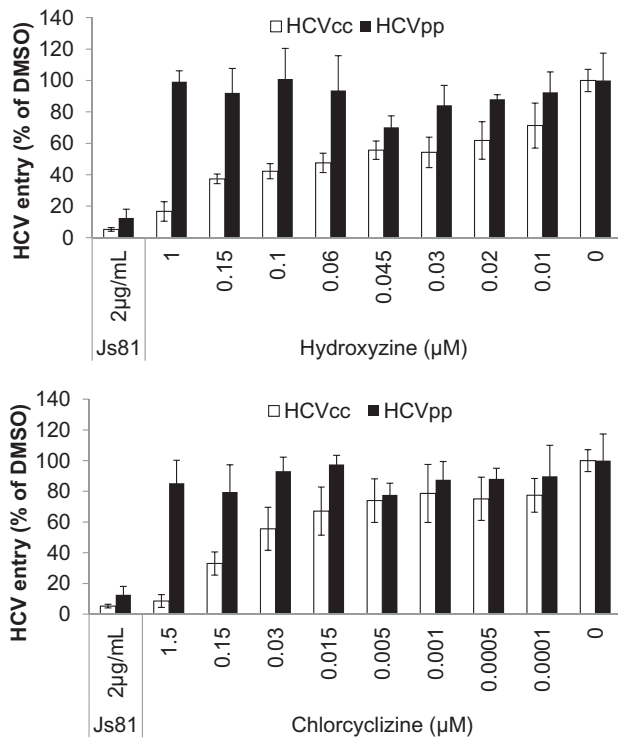 HCV entry (% of DMSO)
140
120
100
80
60
40
20
0
HCVcc HCVpp
2µg/mL 1 0.15 0.1 0.06 0.045 0.03 0.02 0.01 0
Js81 Hydroxyzine (µM)
HCV entry (% of DMSO)
140
120
100
80
60
40
20
0
HCVcc HCVpp
2µg/mL 1.5 0.15 0.03 0.015 0.005 0.001 0.0005 0.0001 0
Js81 Chlorcyclizine (µM)